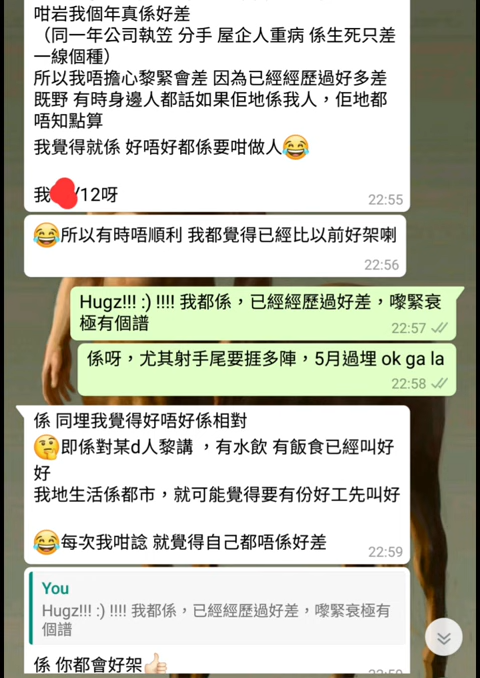 咁岩我個年真係好差
（同一年公司執笠 分手 屋企人重病 係生死只差
一線個種）
所以我唔擔心黎緊會差 因為已經經歷過好多差
既野 有時身邊人都話如果佢地係我人，佢地都
唔知點算
我覺得就係 好唔好都係要咁做人😂
我 /12呀
22:55
😂所以有時唔順利 我都覺得已經比以前好架喇
22:56
Hugz!!! :) !!!! 我都係，已經經歷過好差，嚟緊衰
極有個譜
22:57
係呀，尤其射手尾要捱多陣，5月過埋 ok ga la
22:58
係 同埋我覺得好唔好係相對
🤔即係對某d人黎講 ，有水飲 有飯食已經叫好
好
我地生活係都市，就可能覺得要有份好工先叫好
😂每次我咁諗 就覺得自己都唔係好差
22:59
You
Hugz!!! :) !!!! 我都係，已經經歷過好差，嚟緊衰極有
個譜
係 你都會好架👍🏻